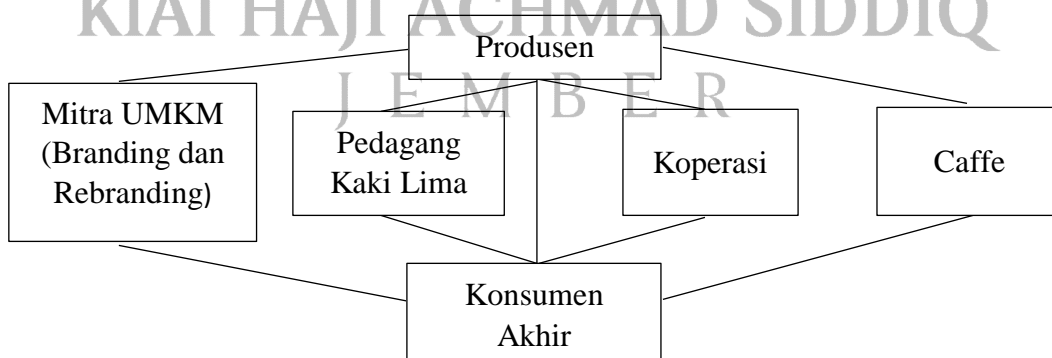 KIAI HAJI ACHMAD SIDDIQ
Produsen
J E M B E R
Mitra UMKM
(Branding dan
Rebranding)
Pedagang
Kaki Lima
Koperasi
Caffe
Konsumen
Akhir